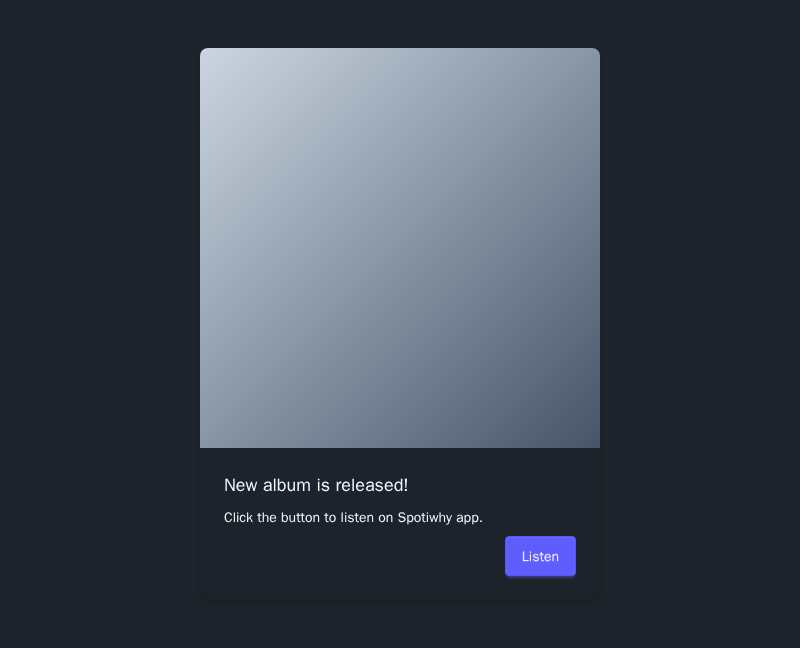 New album is released!
Click the button to listen on Spotiwhy app.
Listen